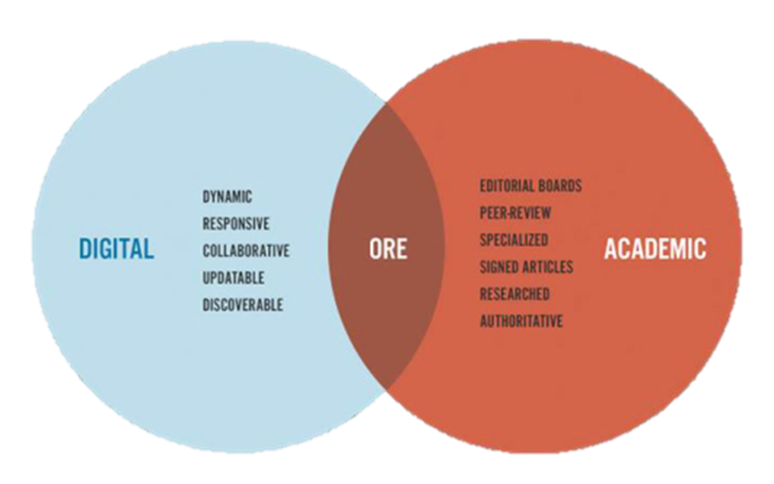 DIGITAL
DYNAMIC
RESPONSIVE
COLLABORATIVE
UPDATABLE
DISCOVERABLE
ORE
EDITORIAL BOARDS
PEER-REVIEW
SPECIALIZED
SIGNED ARTICLES
RESEARCHED
AUTHORITATIVE
ACADEMIC